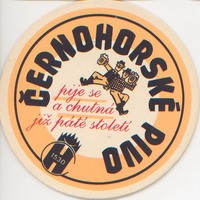 ČERNOHORSKÉ PIVO
pije se
a chutná
již páté století
1530